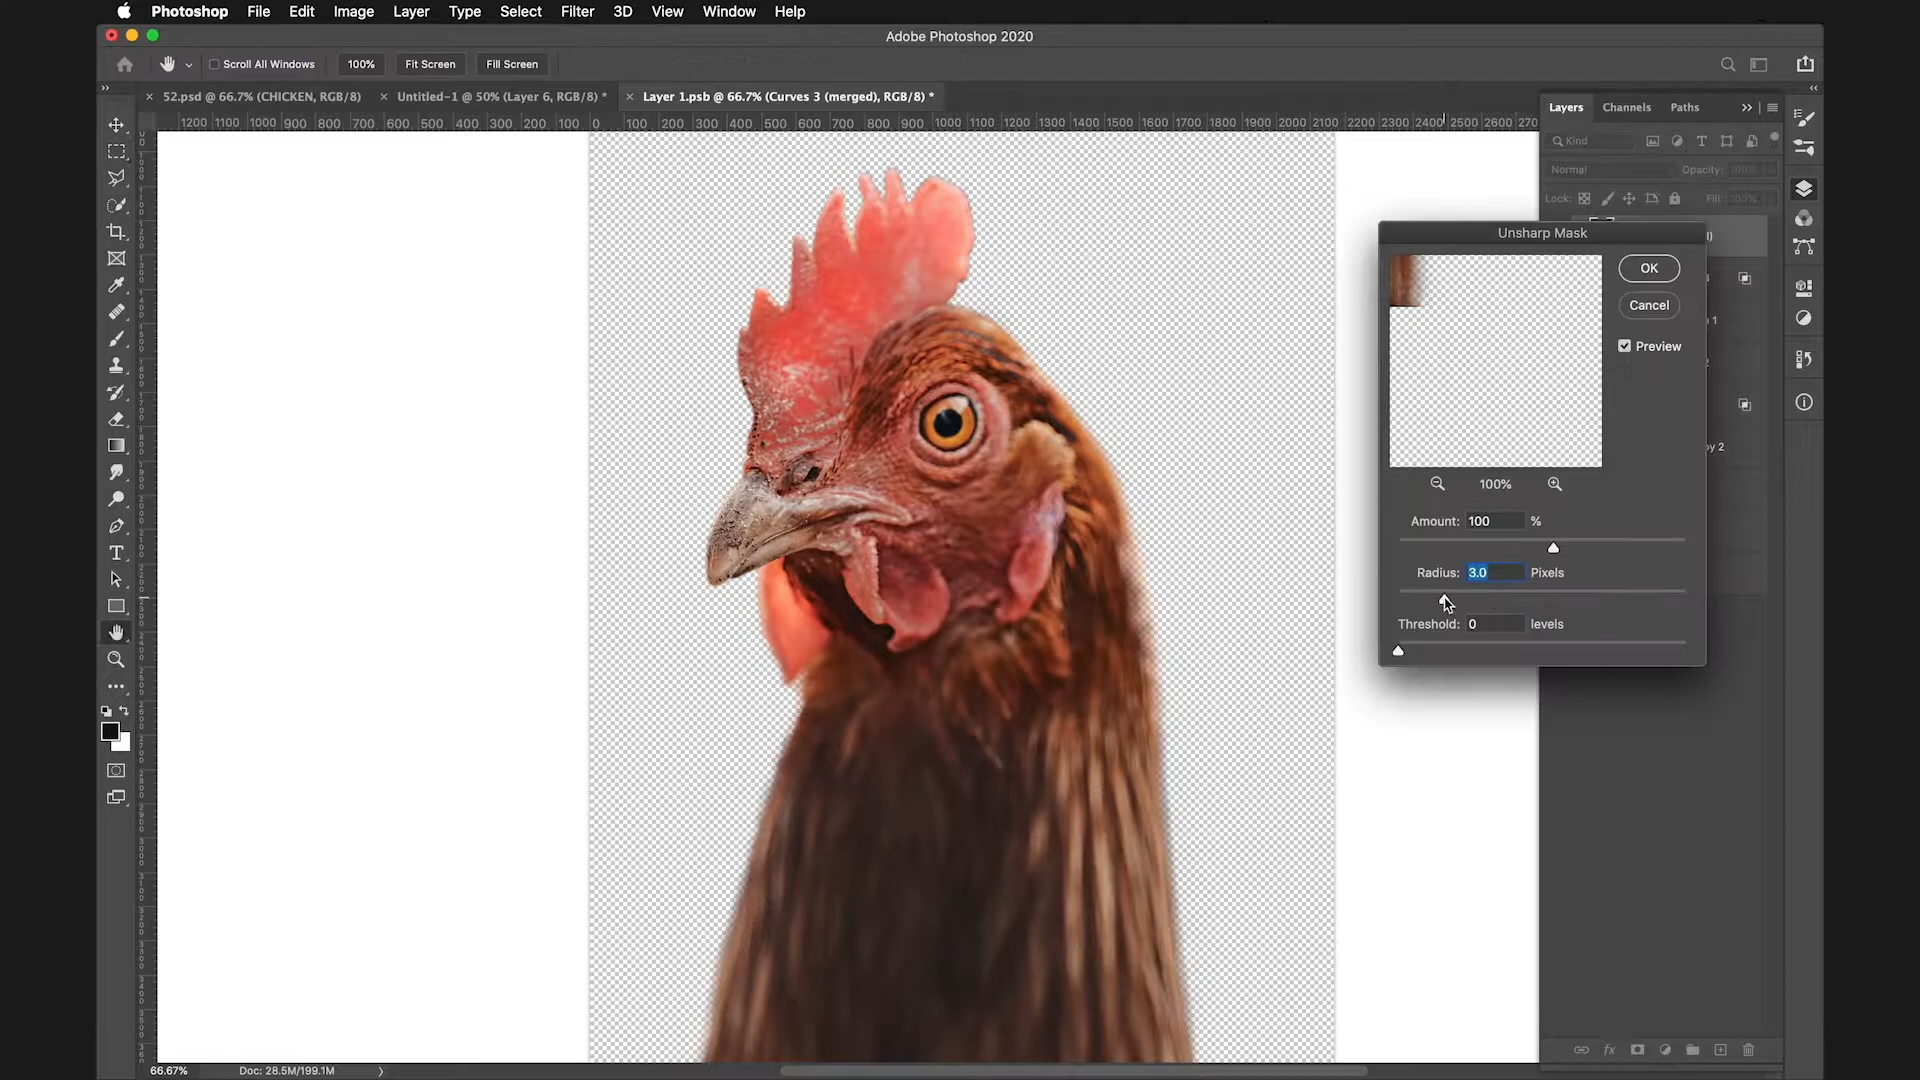 Photoshop File Edit Image Layer Type Select Filter 3D View Window Help
Adobe Photoshop 2020
Scroll All Windows 100% Fit Screen Fill Screen
52.psd @ 66.7% (CHICKEN, RGB/8) Untitled-1 @ 50% (Layer 6, RGB/8) * Layer 1.psb @ 66.7% (Curves 3 (merged), RGB/8) *
Layers Channels Paths
1200 1100 1000 900 800 700 600 500 400 300 200 100 0 100 200 300 400 500 600 700 800 900 1000 1100 1200 1300 1400 1500 1600 1700 1800 1900 2000 2100 2200 2300 2400 2500 2600 270
Kind
Normal Opacity: 100%
Lock: Fill: 100%
Unsharp Mask
OK
Cancel
Preview
100%
Amount: 100 %
Radius: 3.0 Pixels
Threshold: 0 levels
y 2
66.67% Doc: 28.5M/199.1M